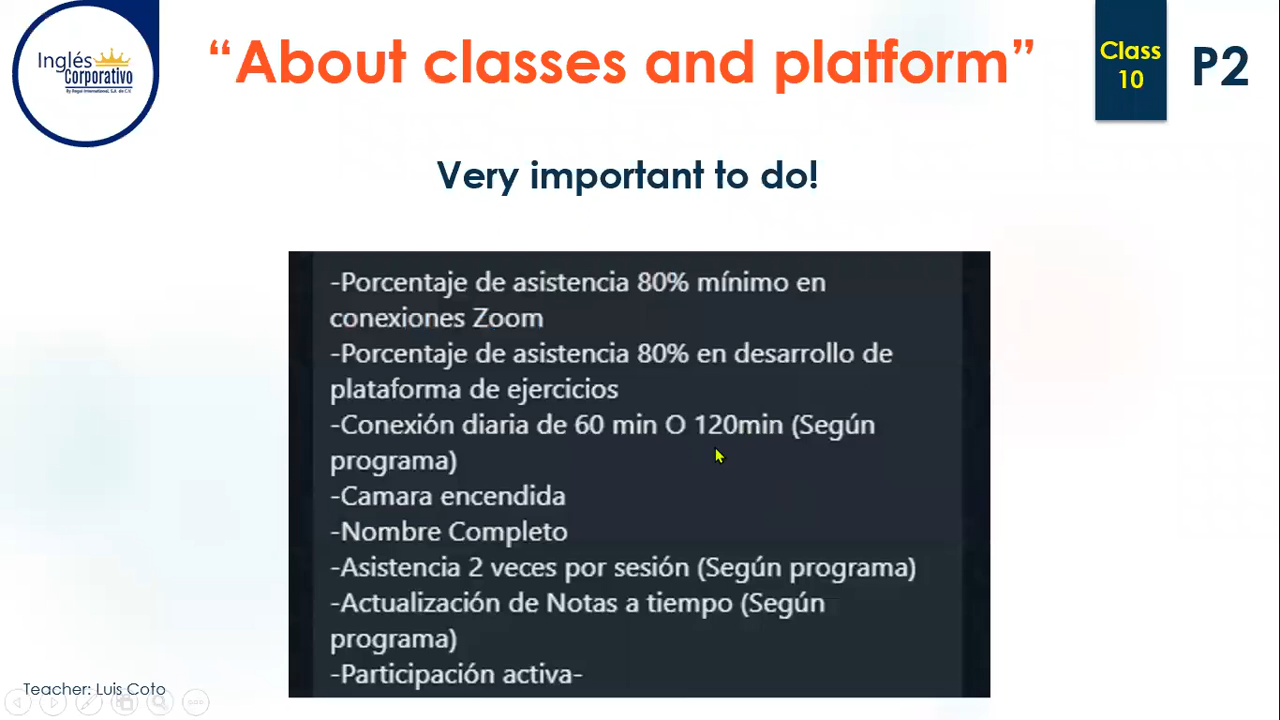 Inglés
Corporativo
By Regus International, S.A. de C.V.
“About classes and platform”
Class
10
P2
Very important to do!
-Porcentaje de asistencia 80% mínimo en
conexiones Zoom
-Porcentaje de asistencia 80% en desarrollo de
plataforma de ejercicios
-Conexión diaria de 60 min O 120min (Según
programa)
-Camara encendida
-Nombre Completo
-Asistencia 2 veces por sesión (Según programa)
-Actualización de Notas a tiempo (Según
programa)
-Participación activa-
Teacher: Luis Coto